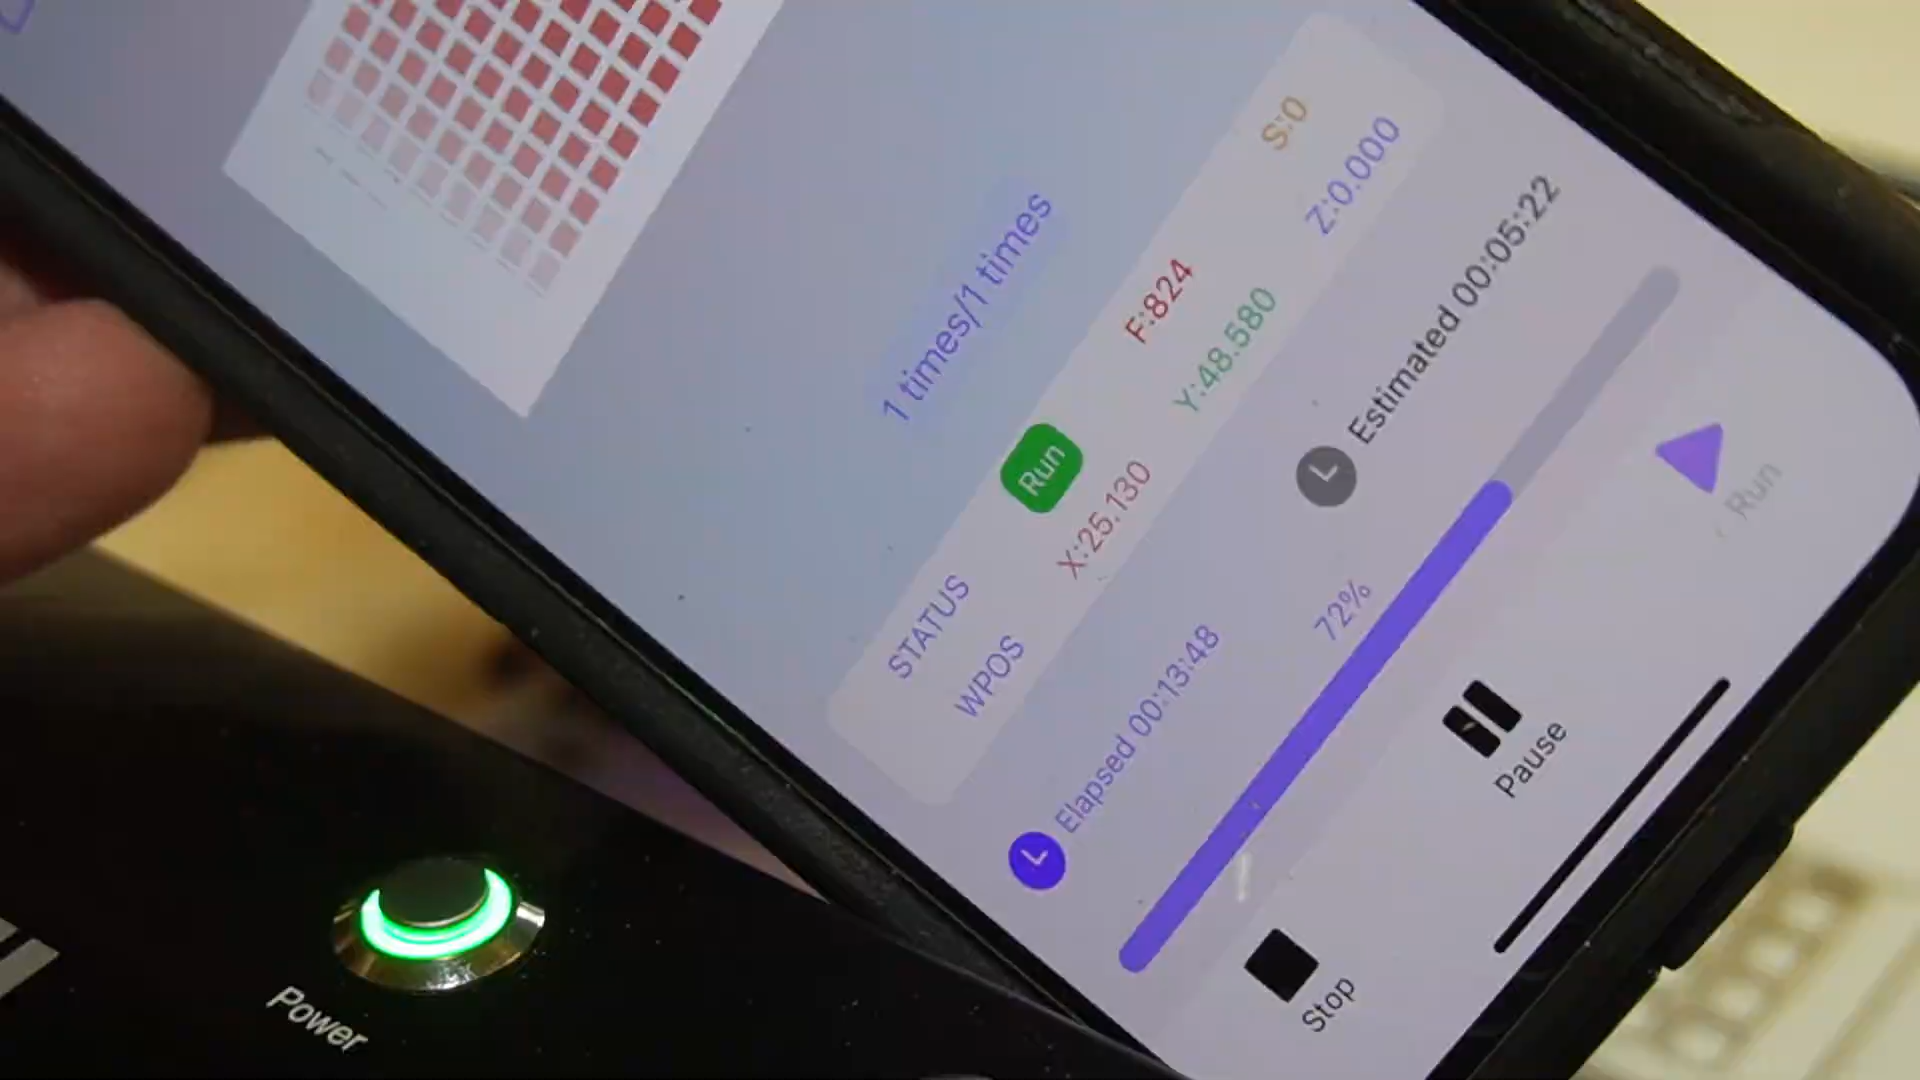 1 times/1 times
STATUS Run F:824 S:0
WPOS X:25.130 Y:48.580 Z:0.000
Elapsed 00:13:48 Estimated 00:05:22
72%
Stop Pause Run
Power